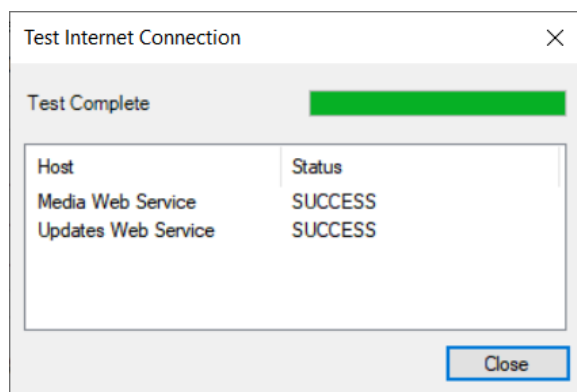 Test Internet Connection
Test Complete
Host Status
Media Web Service SUCCESS
Updates Web Service SUCCESS
Close